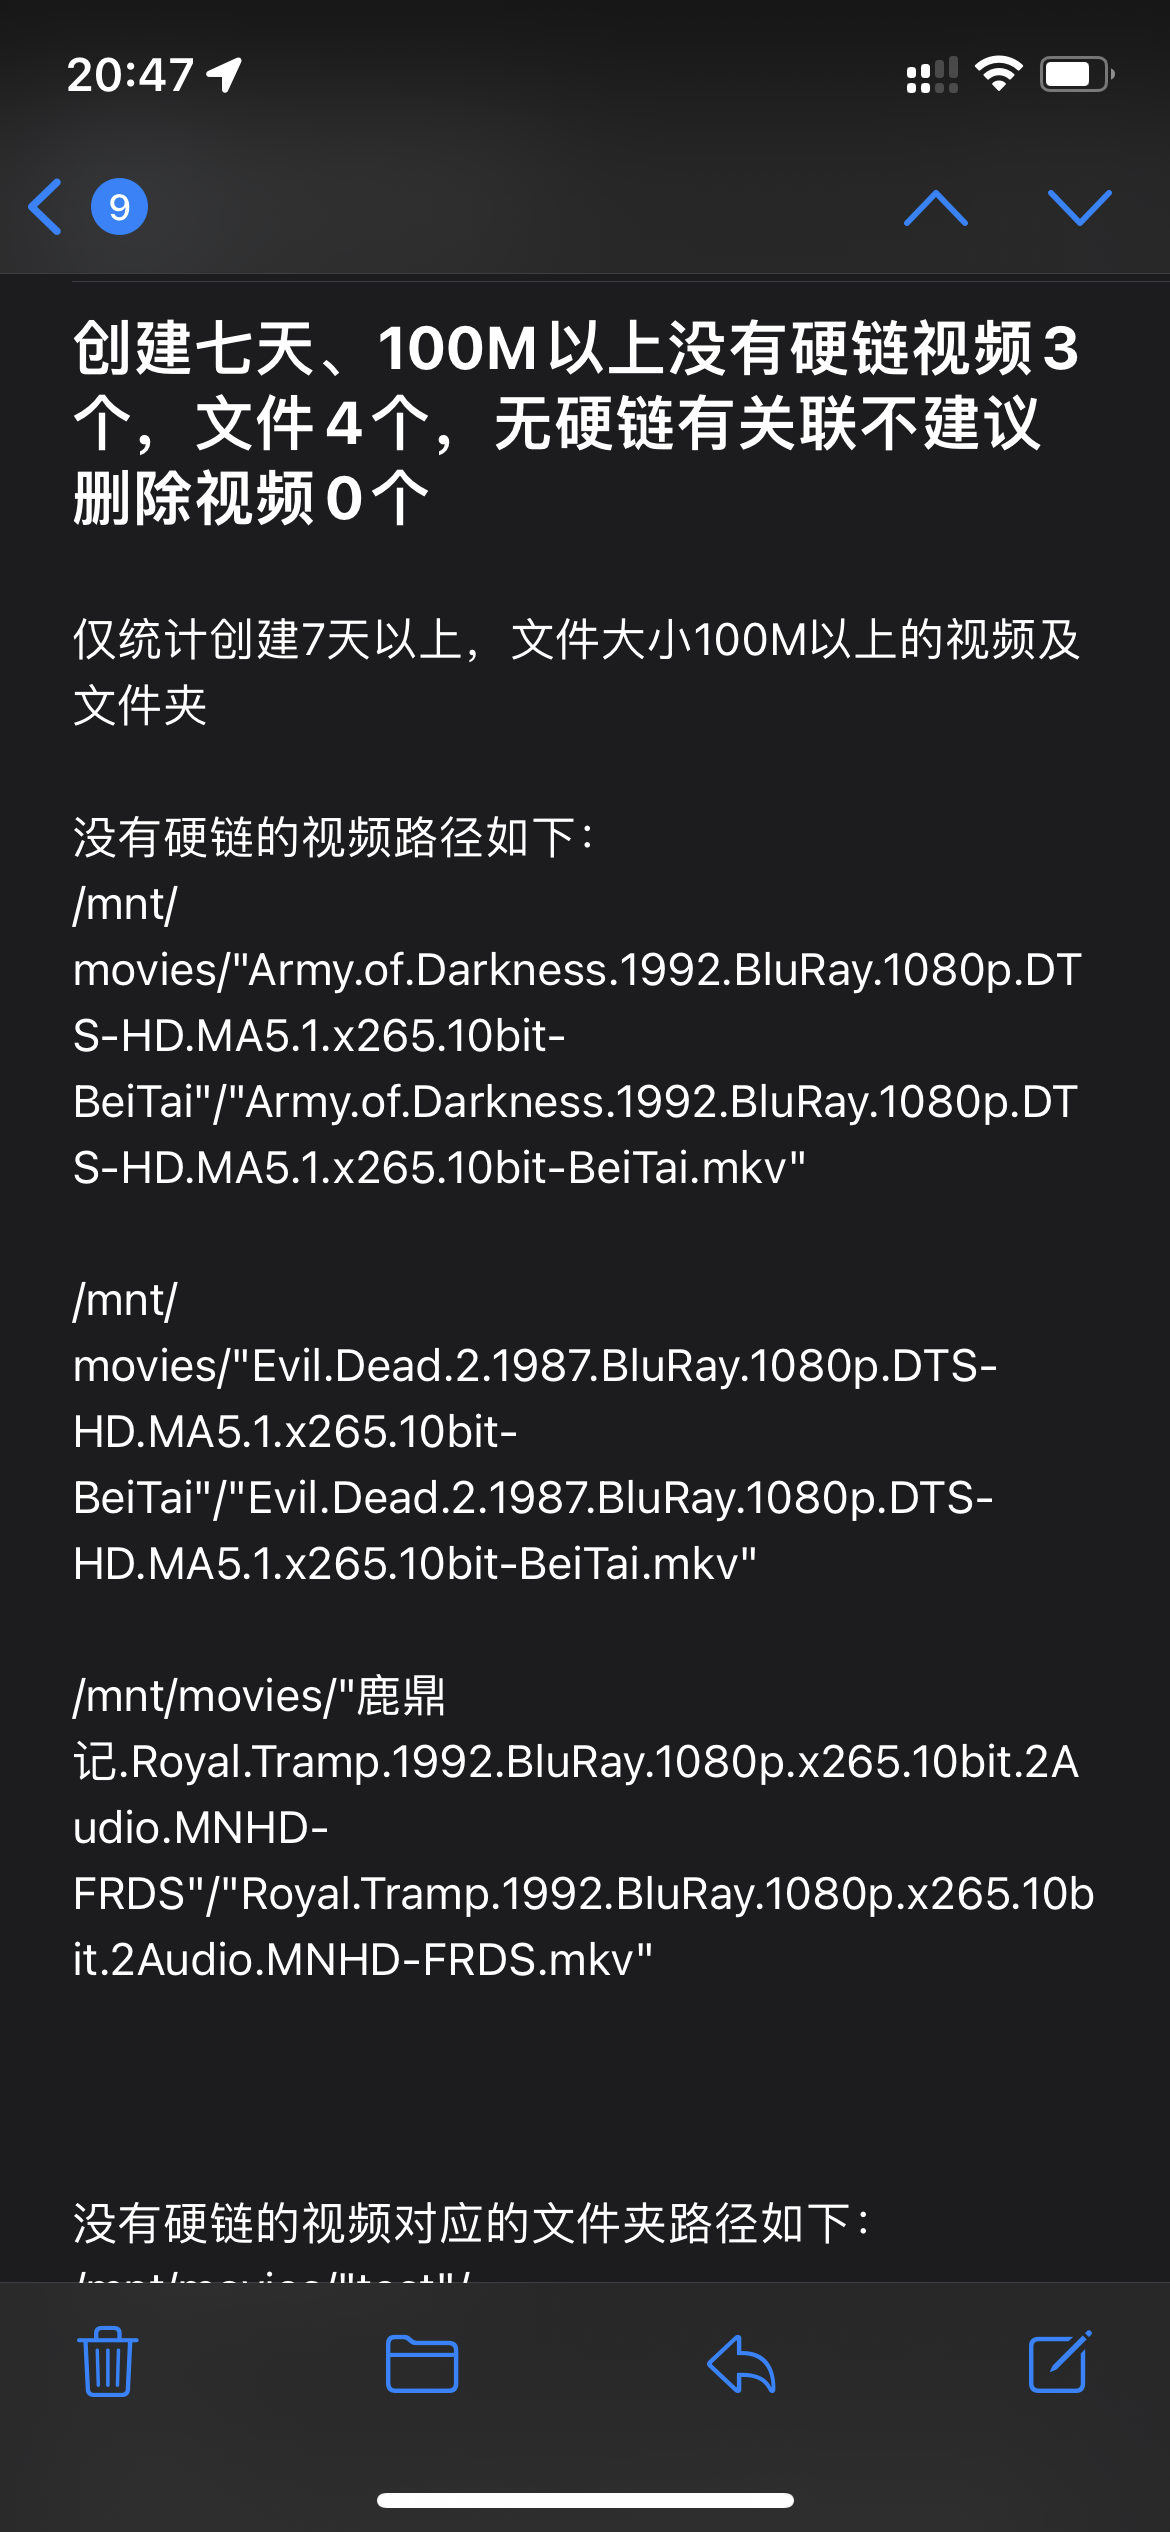 20:47
9
创建七天、100M以上没有硬链视频3
个，文件4个，无硬链有关联不建议
删除视频0个
仅统计创建7天以上，文件大小100M以上的视频及
文件夹
没有硬链的视频路径如下：
/mnt/
movies/"Army.of.Darkness.1992.BluRay.1080p.DT
S-HD.MA5.1.x265.10bit-
BeiTai"/"Army.of.Darkness.1992.BluRay.1080p.DT
S-HD.MA5.1.x265.10bit-BeiTai.mkv"
/mnt/
movies/"Evil.Dead.2.1987.BluRay.1080p.DTS-
HD.MA5.1.x265.10bit-
BeiTai"/"Evil.Dead.2.1987.BluRay.1080p.DTS-
HD.MA5.1.x265.10bit-BeiTai.mkv"
/mnt/movies/"鹿鼎
记.Royal.Tramp.1992.BluRay.1080p.x265.10bit.2A
udio.MNHD-
FRDS"/"Royal.Tramp.1992.BluRay.1080p.x265.10b
it.2Audio.MNHD-FRDS.mkv"
没有硬链的视频对应的文件夹路径如下：
/mnt/movies/"test"/